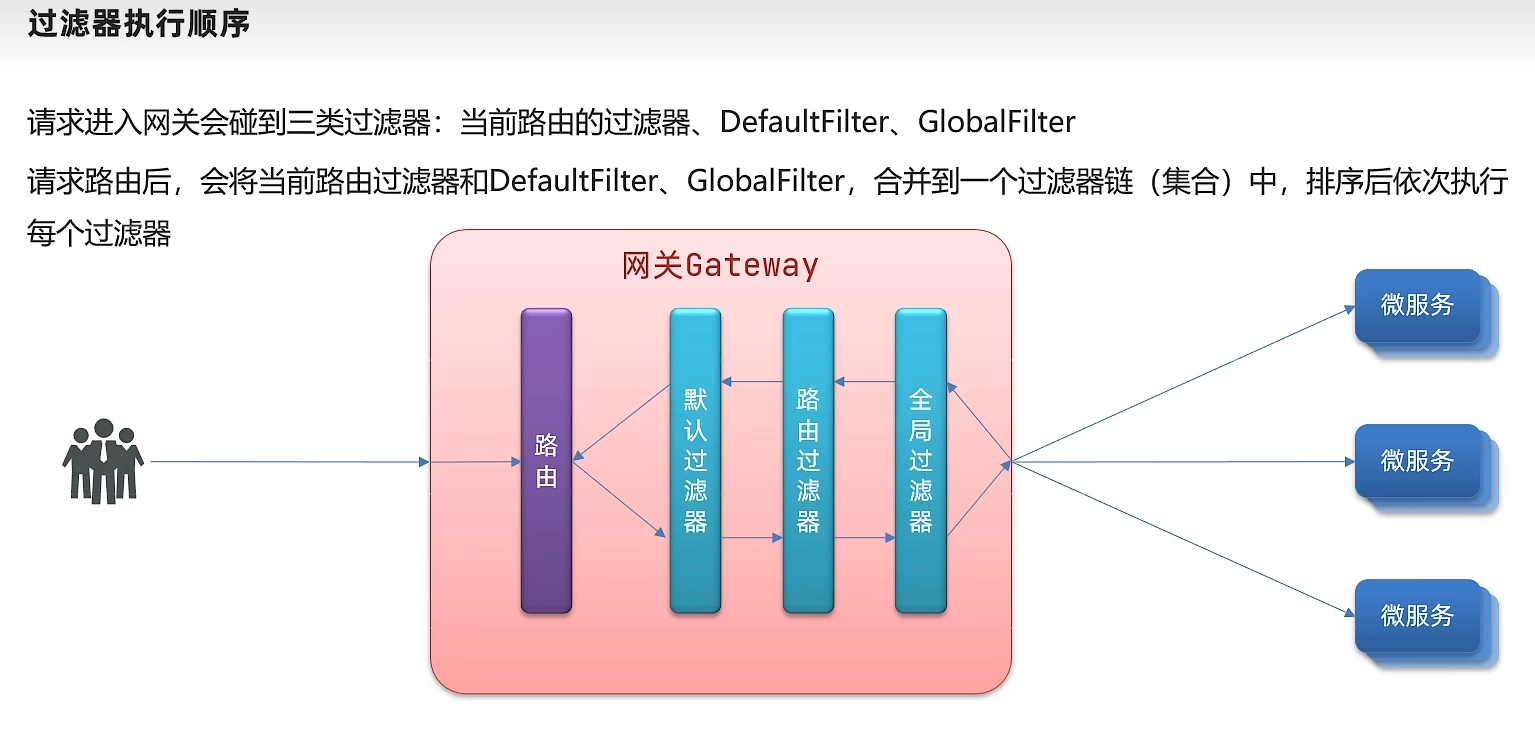 过滤器执行顺序
请求进入网关会碰到三类过滤器：当前路由的过滤器、DefaultFilter、GlobalFilter
请求路由后，会将当前路由过滤器和DefaultFilter、GlobalFilter，合并到一个过滤器链（集合）中，排序后依次执行
每个过滤器
网关Gateway
路由
默认过滤器
路由过滤器
全局过滤器
微服务
微服务
微服务